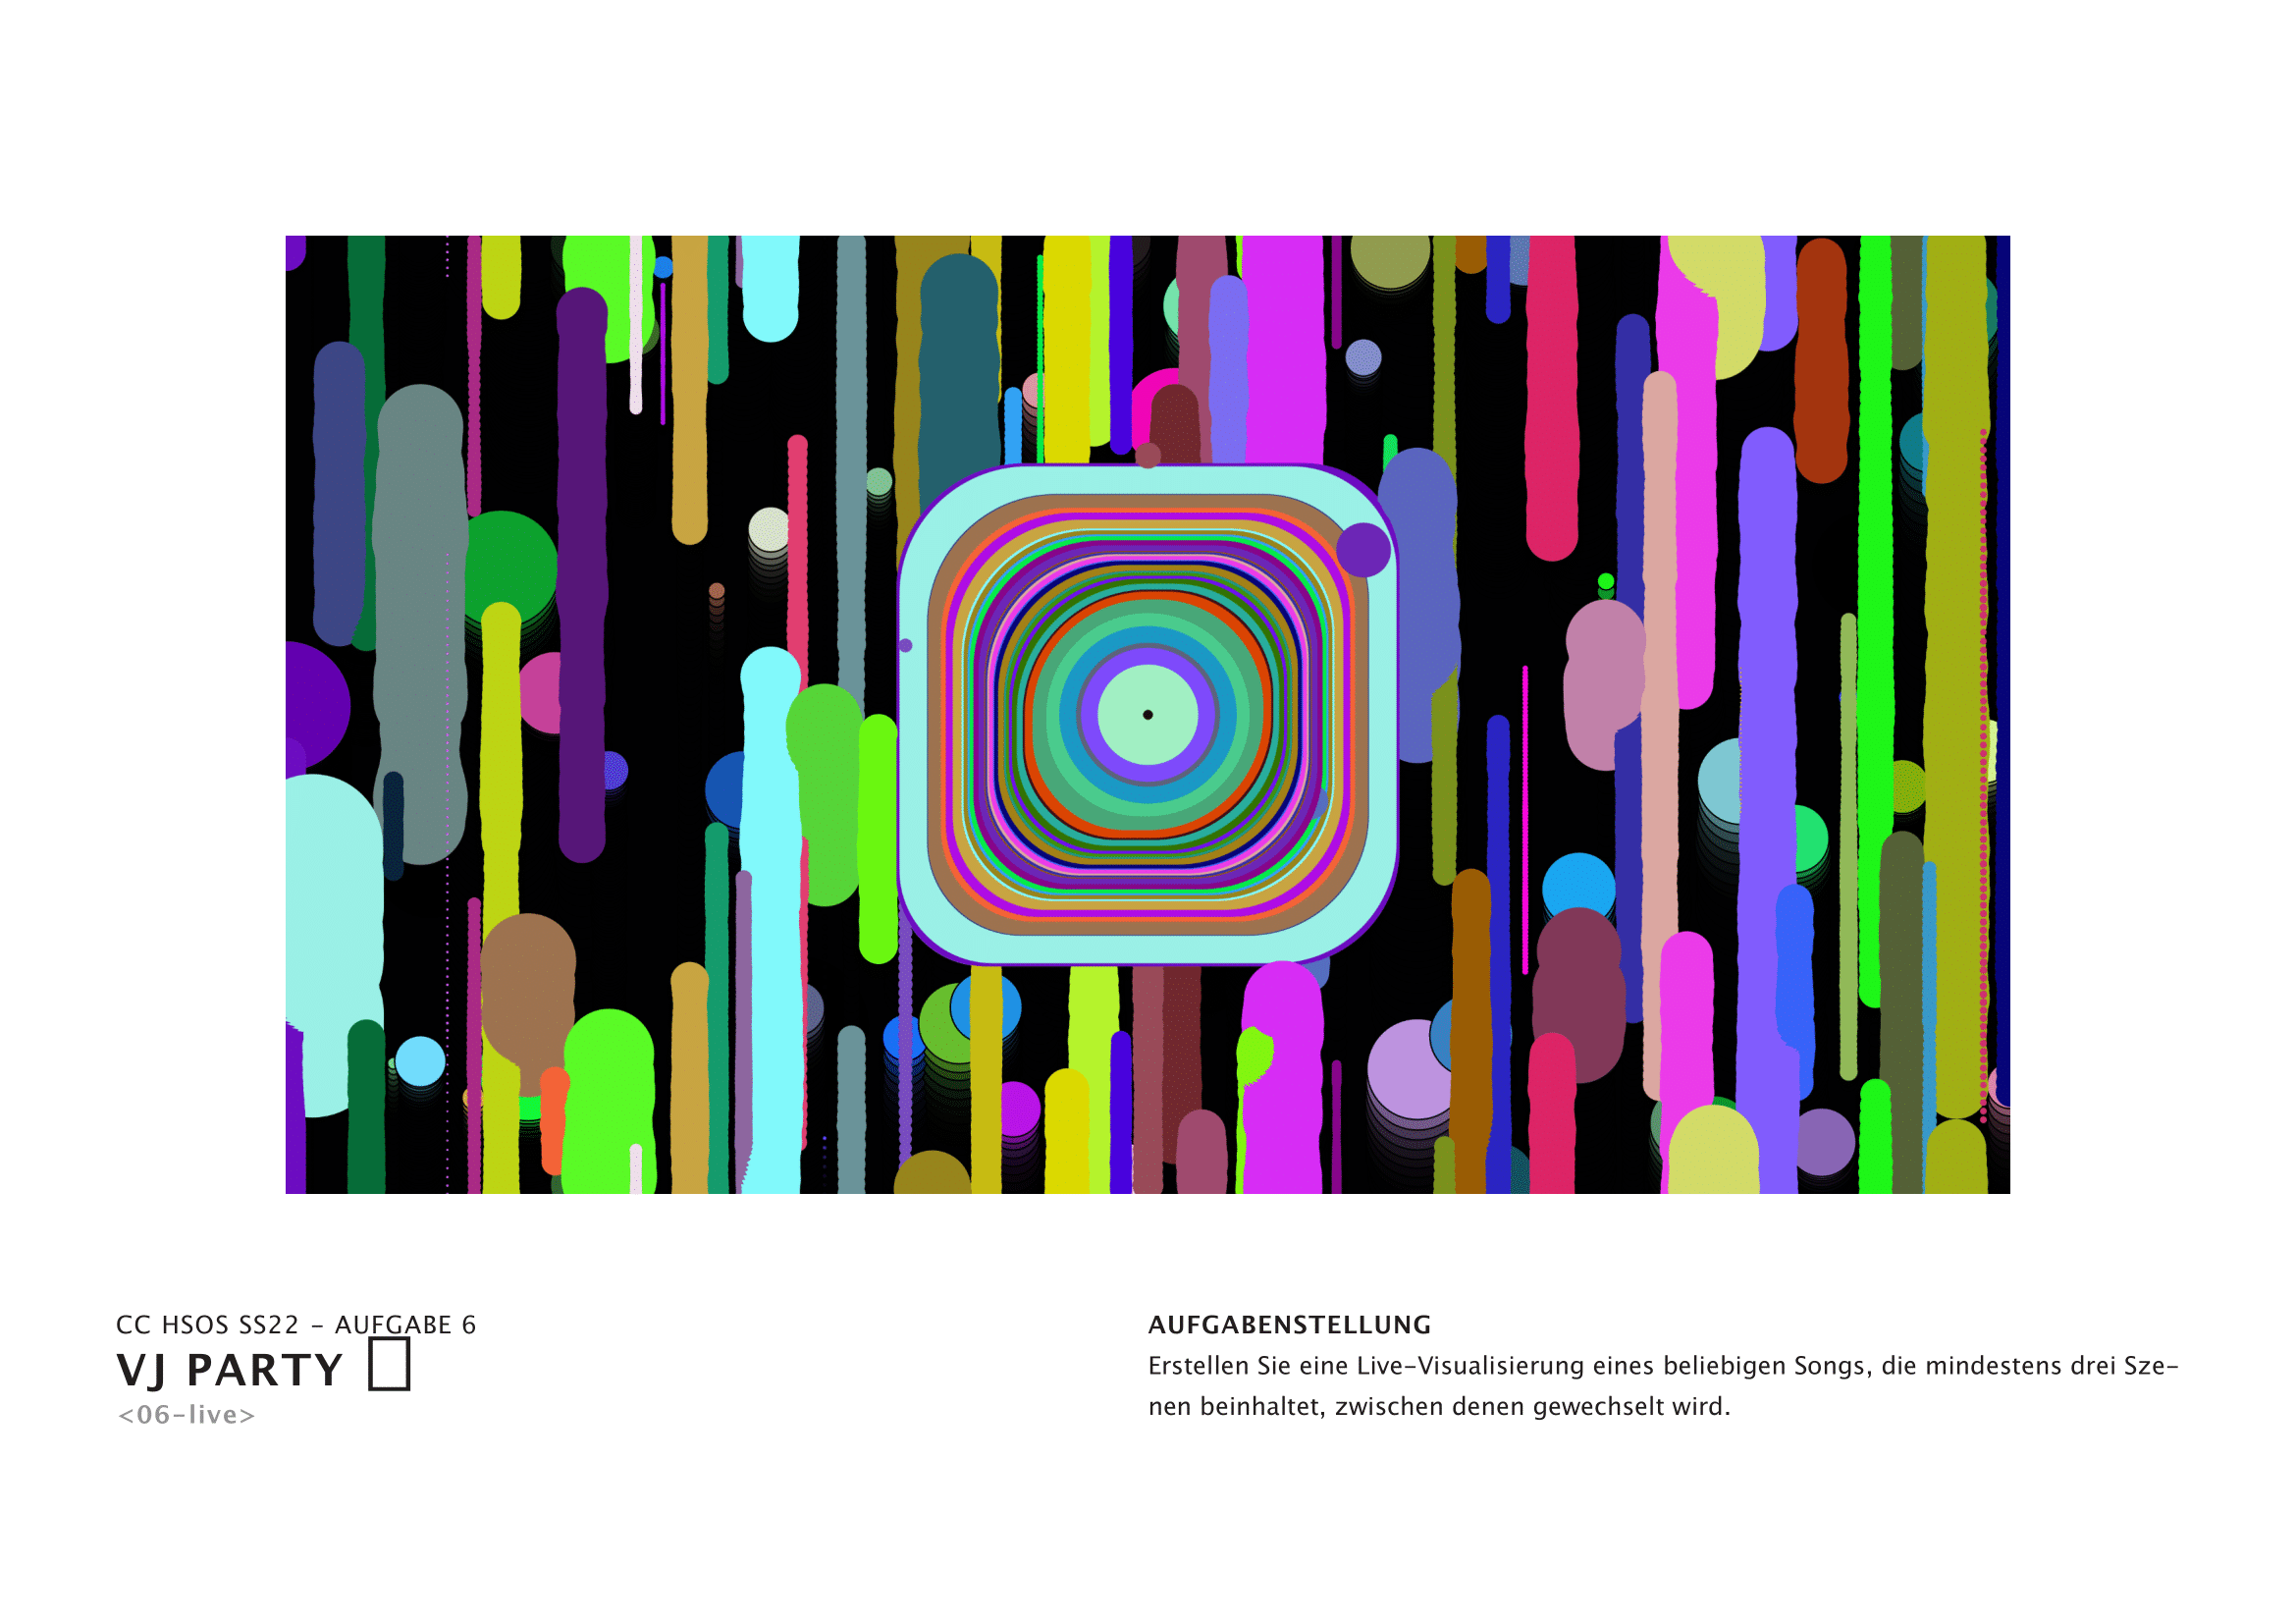 CC HSOS SS22 – AUFGABE 6
VJ PARTY
<06-live>
AUFGABENSTELLUNG
Erstellen Sie eine Live-Visualisierung eines beliebigen Songs, die mindestens drei Sze-
nen beinhaltet, zwischen denen gewechselt wird.